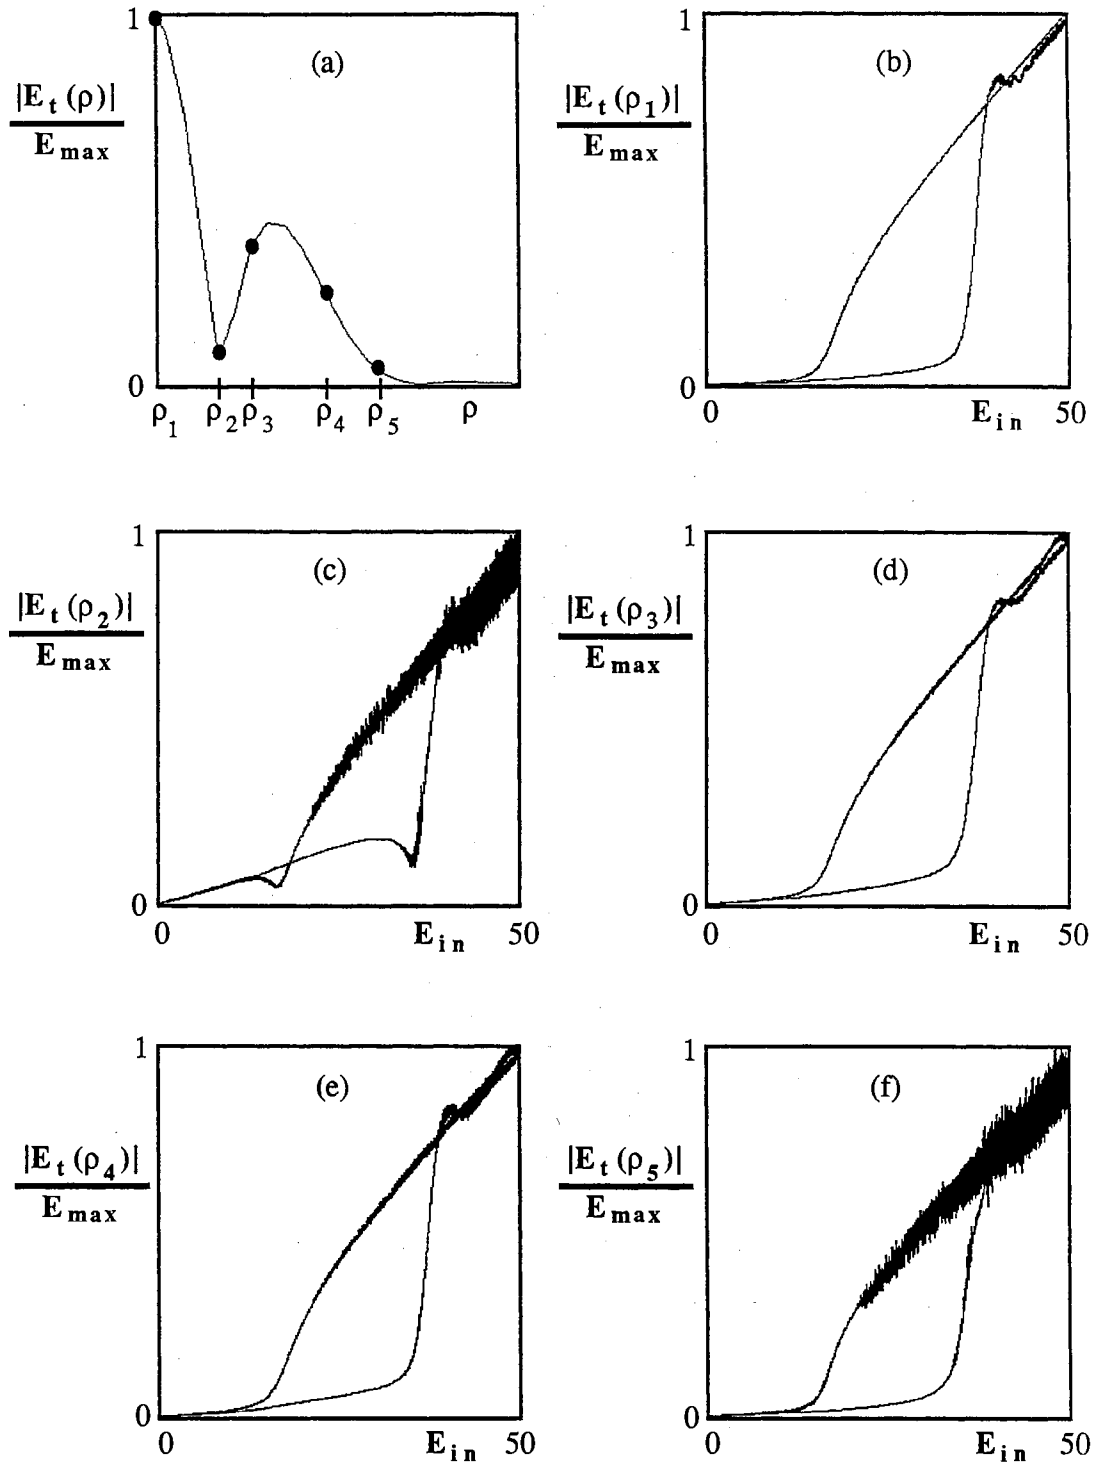 1
(a)
|E_t(ρ)|
E_max
0
ρ_1 ρ_2 ρ_3 ρ_4 ρ_5 ρ
1
(b)
|E_t(ρ_1)|
E_max
0
0 E_in 50
1
(c)
|E_t(ρ_2)|
E_max
0
0 E_in 50
1
(d)
|E_t(ρ_3)|
E_max
0
0 E_in 50
1
(e)
|E_t(ρ_4)|
E_max
0
0 E_in 50
1
(f)
|E_t(ρ_5)|
E_max
0
0 E_in 50